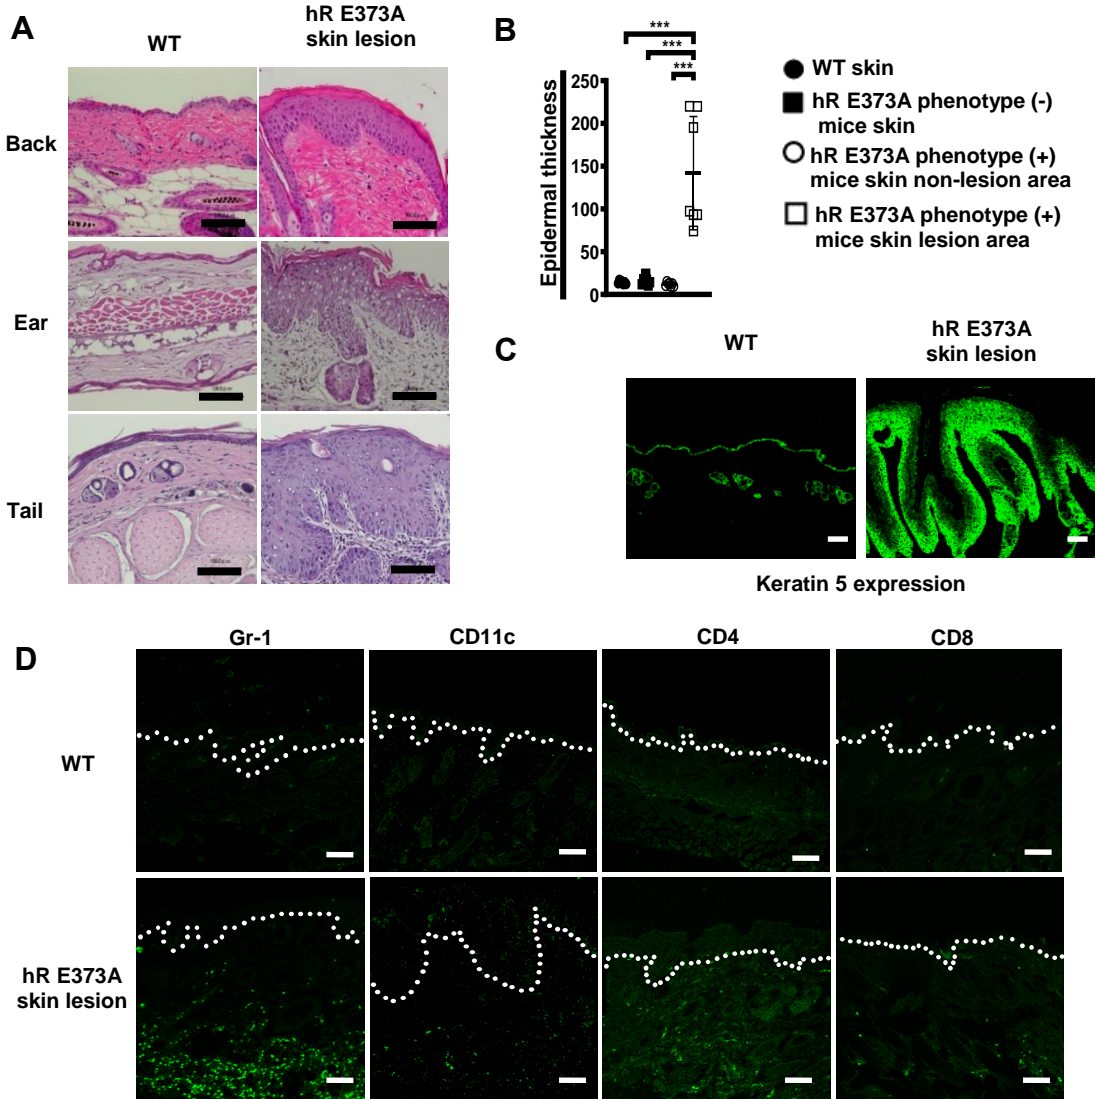 A
WT
hR E373A
skin lesion
Back
Ear
Tail
B
***
***
***
Epidermal thickness
250
200
150
100
50
0
WT skin
hR E373A phenotype (-)
mice skin
hR E373A phenotype (+)
mice skin non-lesion area
hR E373A phenotype (+)
mice skin lesion area
C
WT
hR E373A
skin lesion
Keratin 5 expression
D
Gr-1
CD11c
CD4
CD8
WT
hR E373A
skin lesion